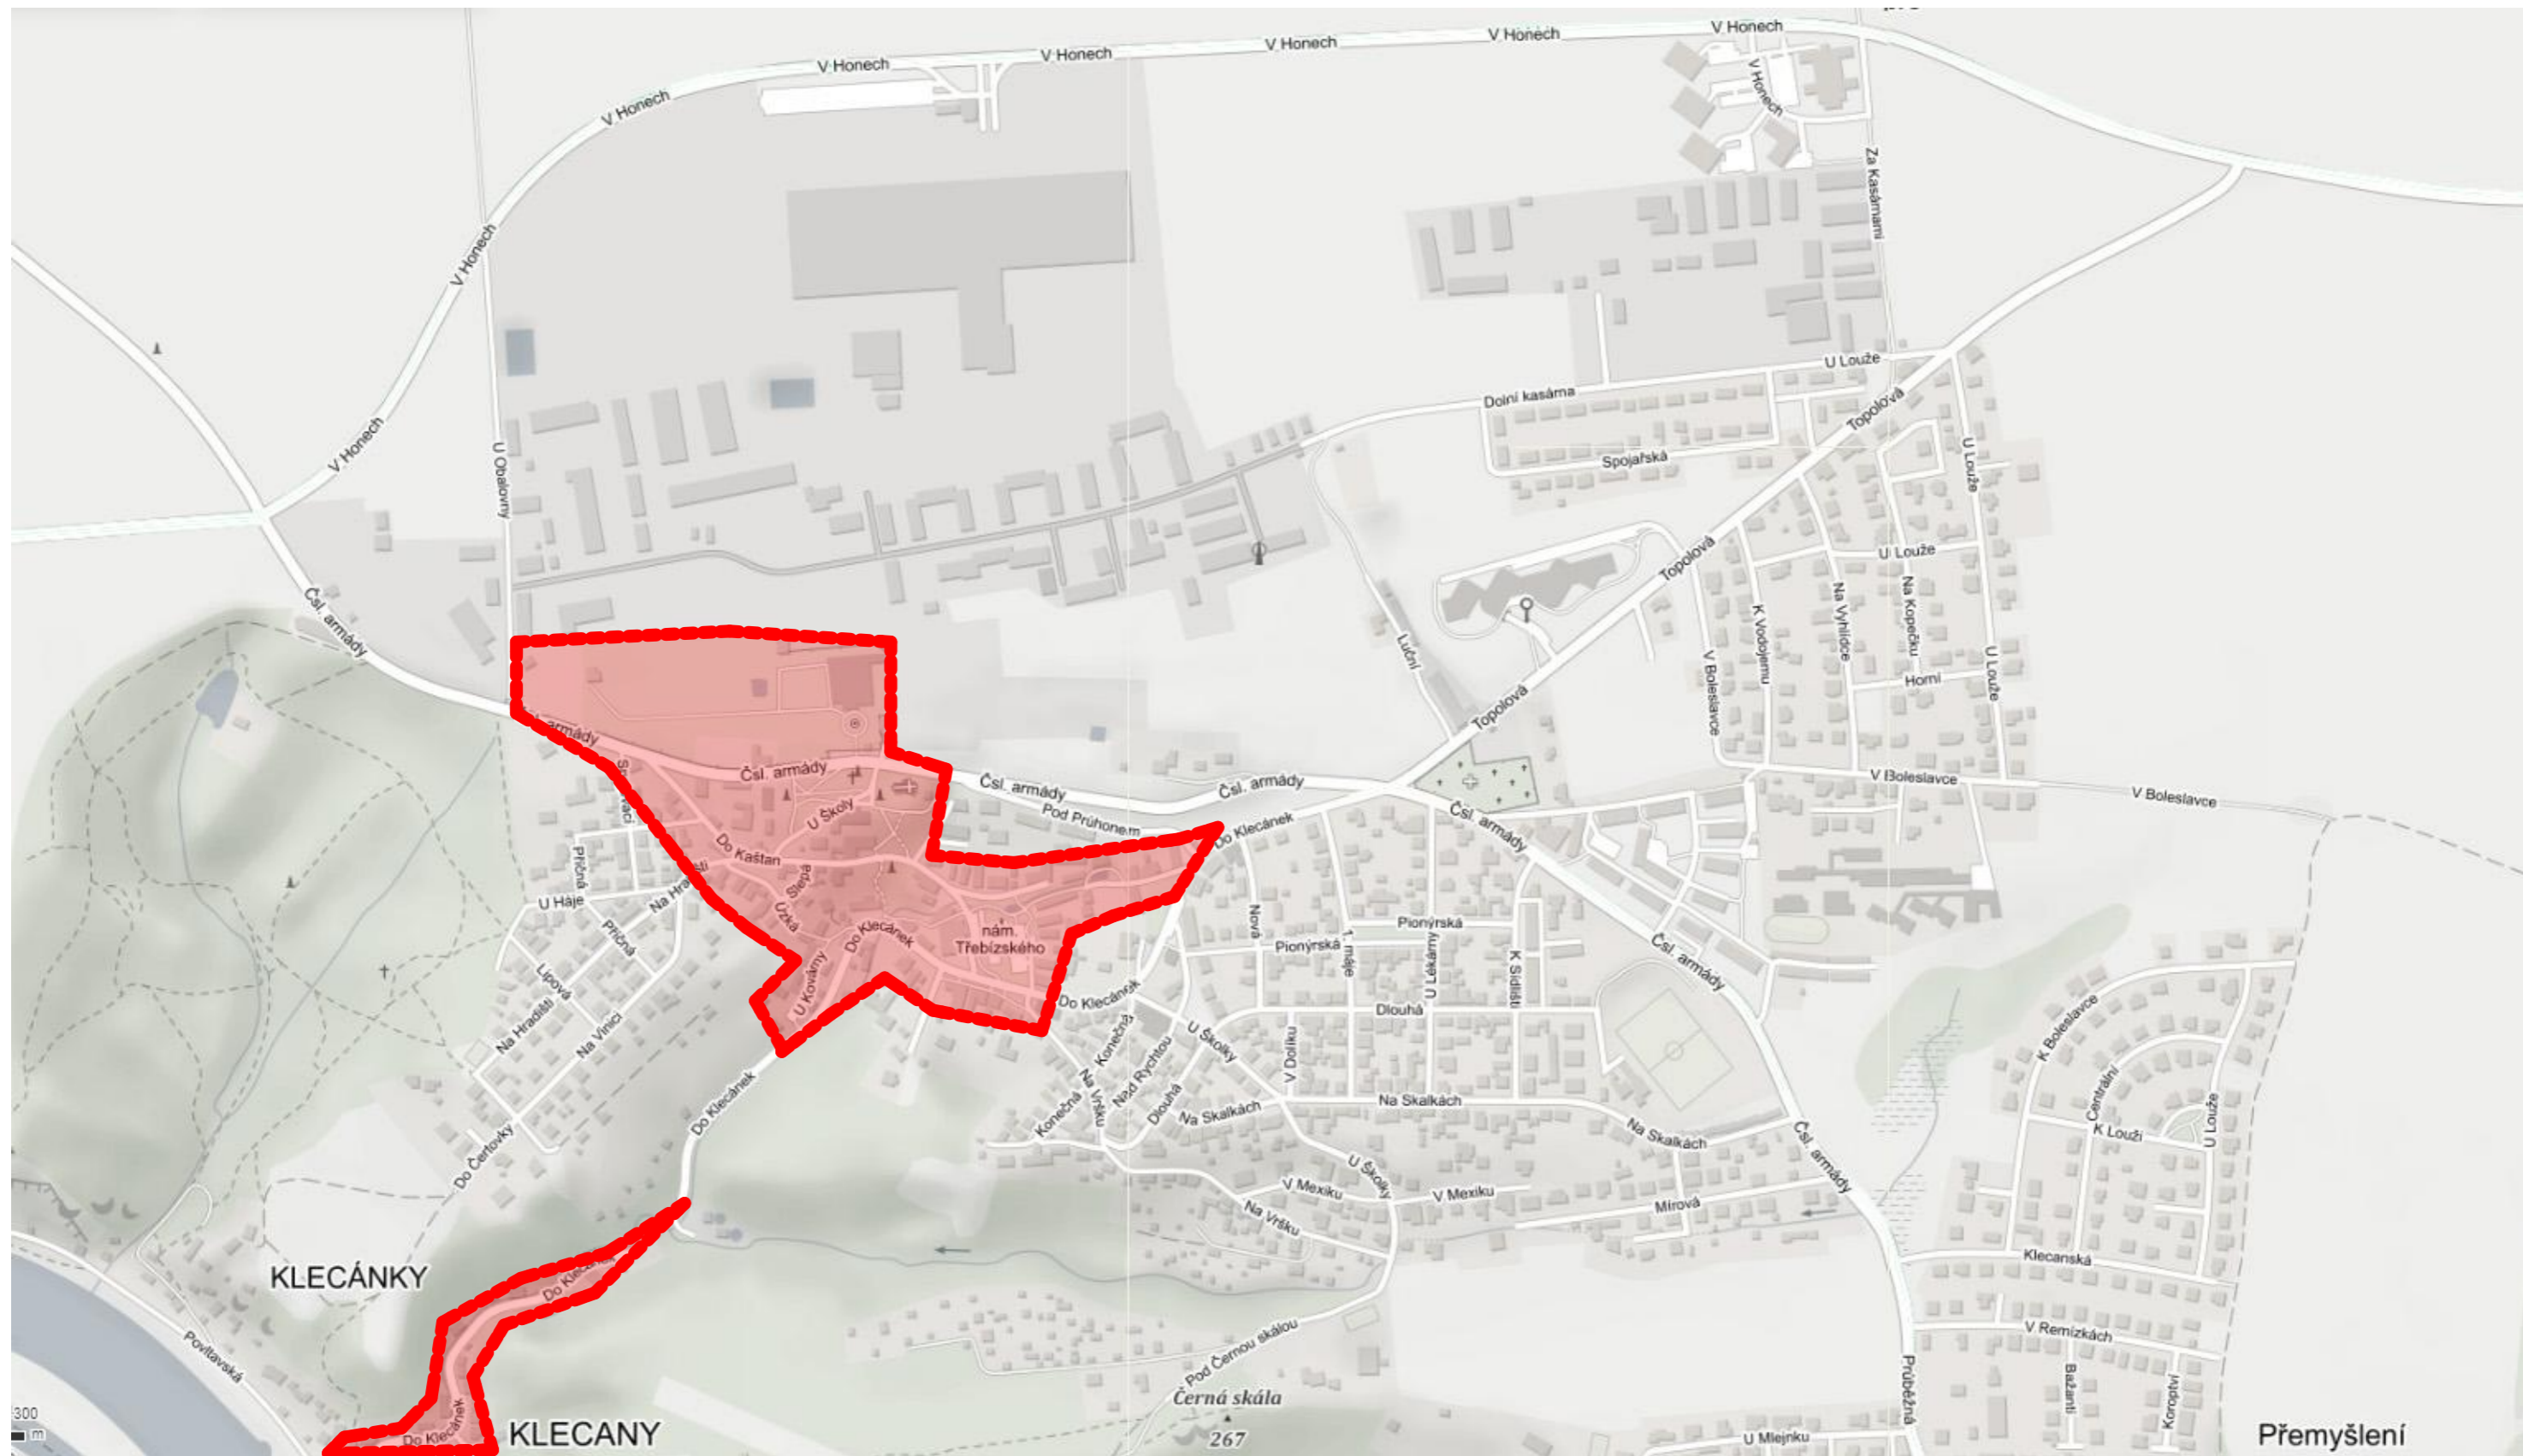 V Honech
V Honech
V Honech
V Honech
V Honech
V Honech
V Honech
V Honech
V Honech
Za Kasárnami
U Louže
Dolní kasárna
Topolová
Spojařská
U Louže
U Obalovny
Topolová
U Louže
Na Vyhlídce
Na Kopečku
K Vodojemu
V Boleslavce
Luční
Horní
U Louže
Čsl. armády
Topolová
armády
Čsl. armády
Čsl. armády
Čsl. armády
V Boleslavce
V Boleslavce
Pod Průhonem
Čsl. armády
U Školy
Do Klecánek
Do Kaštan
Příčná
Slepá
Na Hradišti
U Háje
Úzká
Příčná
Do Klecánek
nám.
Třebízského
Nová
Pionýrská
Pionýrská
1. máje
U Lékárny
K Sídlišti
Čsl. armády
Lipová
U Kovárny
Do Klecánek
Na Hradišti
Na Vinici
Dlouhá
Konečná
U Školky
V Dolíku
K Boleslavce
Nad Rychtou
Na Vršku
Konečná
Dlouhá
Na Skalkách
Na Skalkách
Na Skalkách
Centrální
K Louži
U Louže
Do Klecánek
Do Čertovky
Čsl. armády
U Školky
V Mexiku
V Mexiku
Mírová
Na Vršku
KLECÁNKY
Klecanská
Povltavská
V Remízkách
Pod Černou skálou
Průběžná
Bažantí
Koroptví
Černá skála
267
300
m
Do Klecánek
KLECANY
U Mlejnku
Přemyšlení